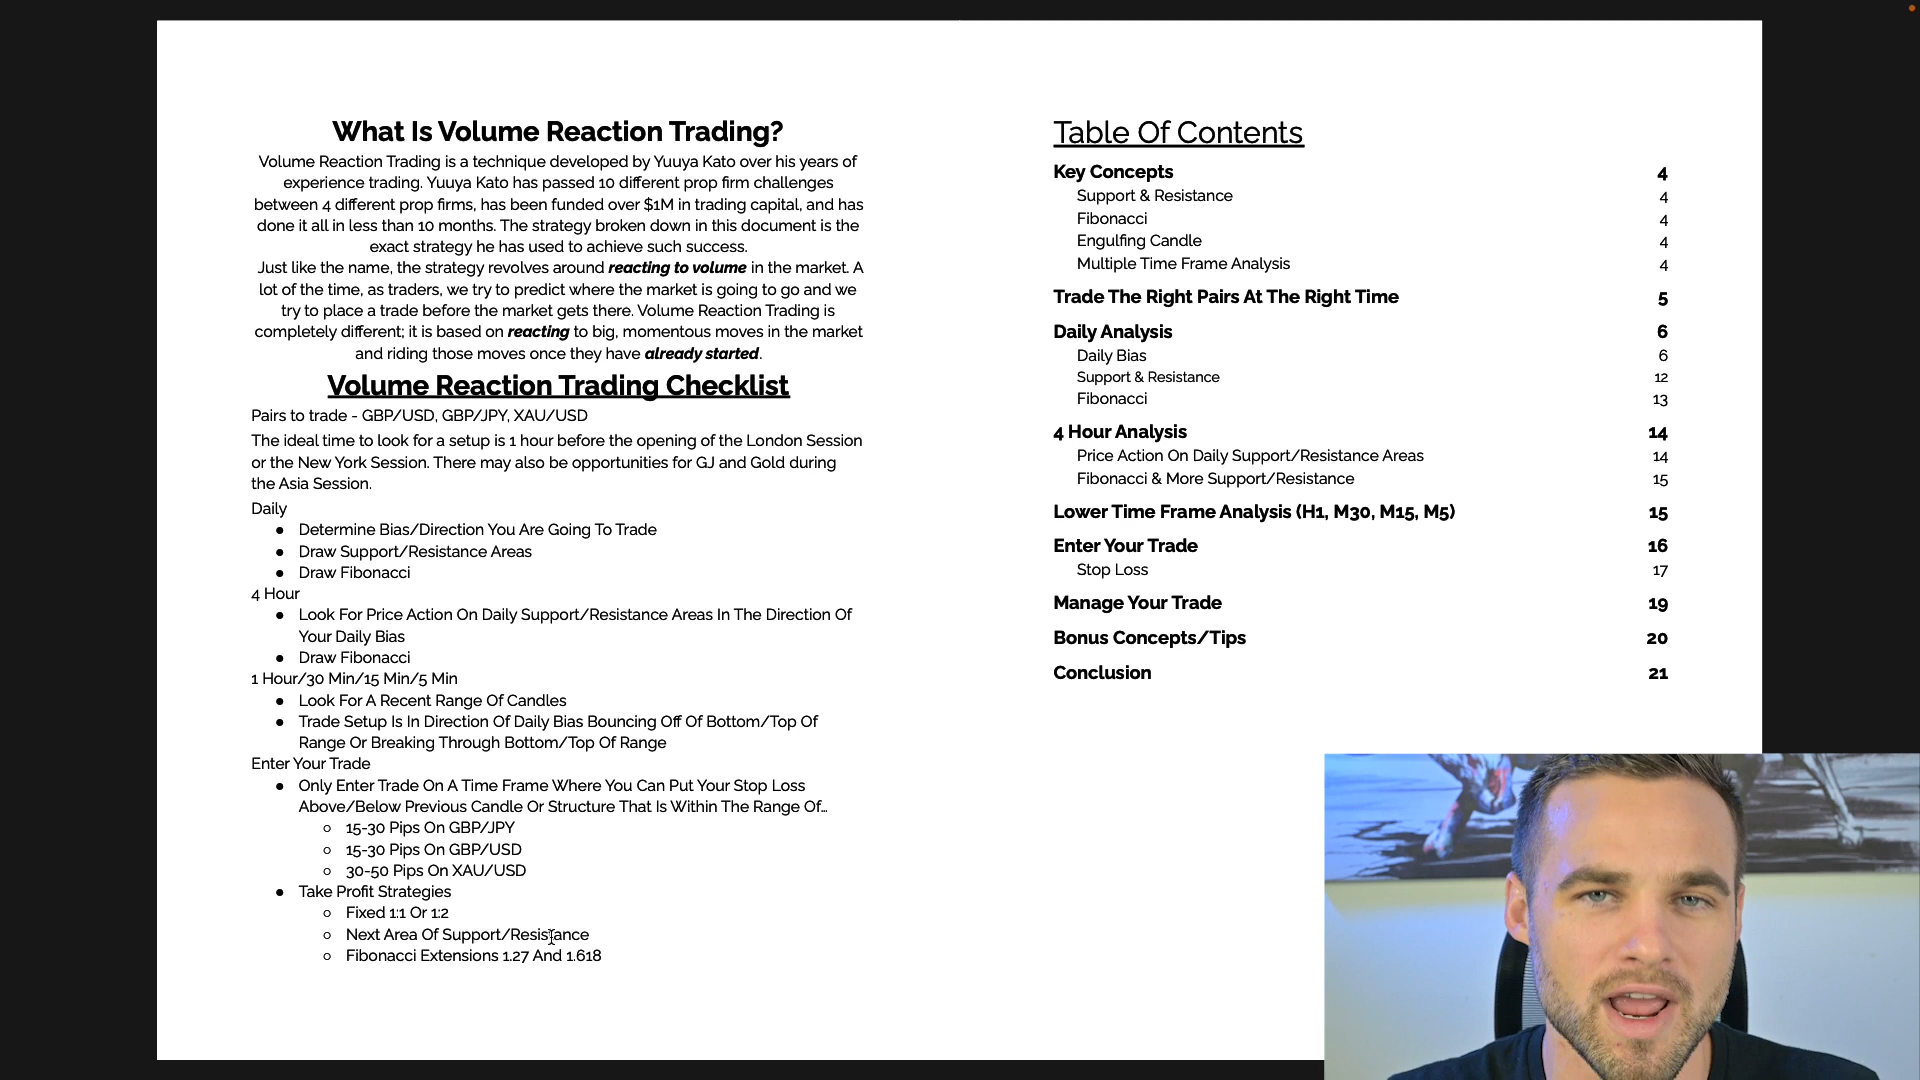 What Is Volume Reaction Trading?
Volume Reaction Trading is a technique developed by Yuuya Kato over his years of
experience trading. Yuuya Kato has passed 10 different prop firm challenges
between 4 different prop firms, has been funded over $1M in trading capital, and has
done it all in less than 10 months. The strategy broken down in this document is the
exact strategy he has used to achieve such success.
Just like the name, the strategy revolves around reacting to volume in the market. A
lot of the time, as traders, we try to predict where the market is going to go and we
try to place a trade before the market gets there. Volume Reaction Trading is
completely different; it is based on reacting to big, momentous moves in the market
and riding those moves once they have already started.
Volume Reaction Trading Checklist
Pairs to trade - GBP/USD, GBP/JPY, XAU/USD
The ideal time to look for a setup is 1 hour before the opening of the London Session
or the New York Session. There may also be opportunities for GJ and Gold during
the Asia Session.
Daily
● Determine Bias/Direction You Are Going To Trade
● Draw Support/Resistance Areas
● Draw Fibonacci
4 Hour
● Look For Price Action On Daily Support/Resistance Areas In The Direction Of
Your Daily Bias
● Draw Fibonacci
1 Hour/30 Min/15 Min/5 Min
● Look For A Recent Range Of Candles
● Trade Setup Is In Direction Of Daily Bias Bouncing Off Of Bottom/Top Of
Range Or Breaking Through Bottom/Top Of Range
Enter Your Trade
● Only Enter Trade On A Time Frame Where You Can Put Your Stop Loss
Above/Below Previous Candle Or Structure That Is Within The Range Of…
○ 15-30 Pips On GBP/JPY
○ 15-30 Pips On GBP/USD
○ 30-50 Pips On XAU/USD
● Take Profit Strategies
○ Fixed 1:1 Or 1:2
○ Next Area Of Support/Resistance
○ Fibonacci Extensions 1.27 And 1.618
Table Of Contents
Key Concepts 4
Support & Resistance 4
Fibonacci 4
Engulfing Candle 4
Multiple Time Frame Analysis 4
Trade The Right Pairs At The Right Time 5
Daily Analysis 6
Daily Bias 6
Support & Resistance 12
Fibonacci 13
4 Hour Analysis 14
Price Action On Daily Support/Resistance Areas 14
Fibonacci & More Support/Resistance 15
Lower Time Frame Analysis (H1, M30, M15, M5) 15
Enter Your Trade 16
Stop Loss 17
Manage Your Trade 19
Bonus Concepts/Tips 20
Conclusion 21